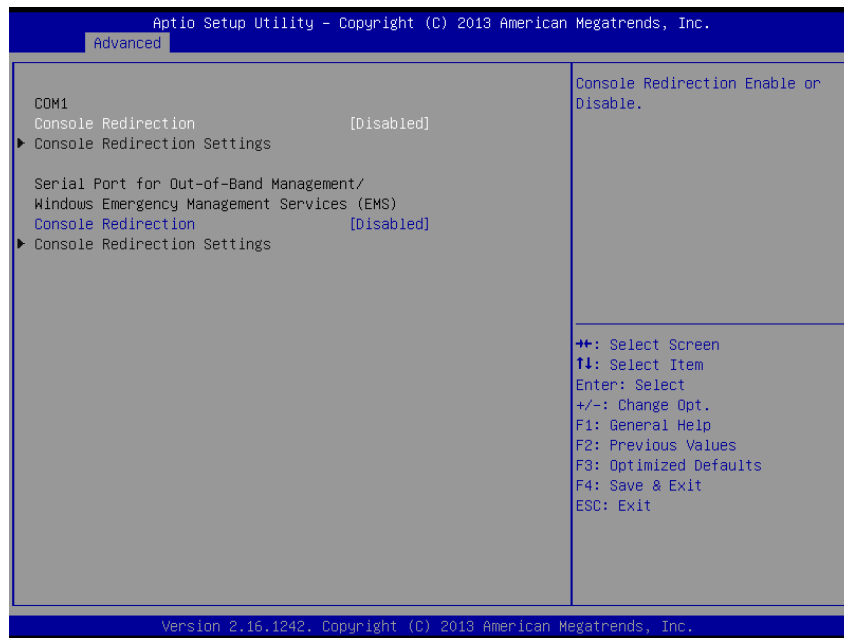 Aptio Setup Utility – Copyright (C) 2013 American Megatrends, Inc.
Advanced
COM1
Console Redirection [Disabled]
▶ Console Redirection Settings
Serial Port for Out-of-Band Management/
Windows Emergency Management Services (EMS)
Console Redirection [Disabled]
▶ Console Redirection Settings
Console Redirection Enable or
Disable.
→←: Select Screen
↑↓: Select Item
Enter: Select
+/-: Change Opt.
F1: General Help
F2: Previous Values
F3: Optimized Defaults
F4: Save & Exit
ESC: Exit
Version 2.16.1242. Copyright (C) 2013 American Megatrends, Inc.